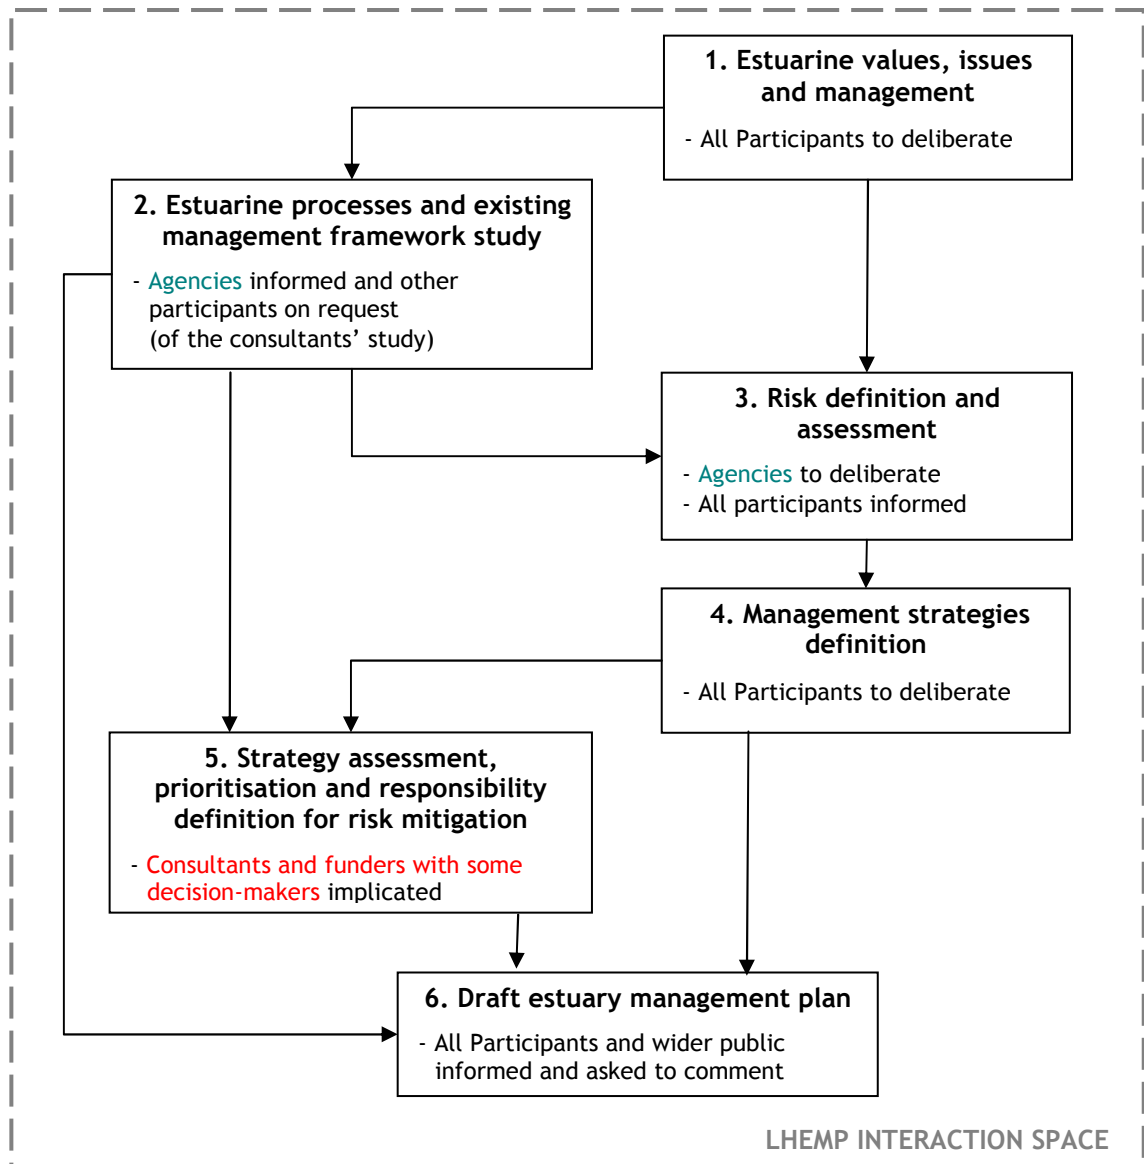 1. Estuarine values, issues
and management
- All Participants to deliberate
2. Estuarine processes and existing
management framework study
- Agencies informed and other
participants on request
(of the consultants’ study)
3. Risk definition and
assessment
- Agencies to deliberate
- All participants informed
4. Management strategies
definition
- All Participants to deliberate
5. Strategy assessment,
prioritisation and responsibility
definition for risk mitigation
- Consultants and funders with some
decision-makers implicated
6. Draft estuary management plan
- All Participants and wider public
informed and asked to comment
LHEMP INTERACTION SPACE